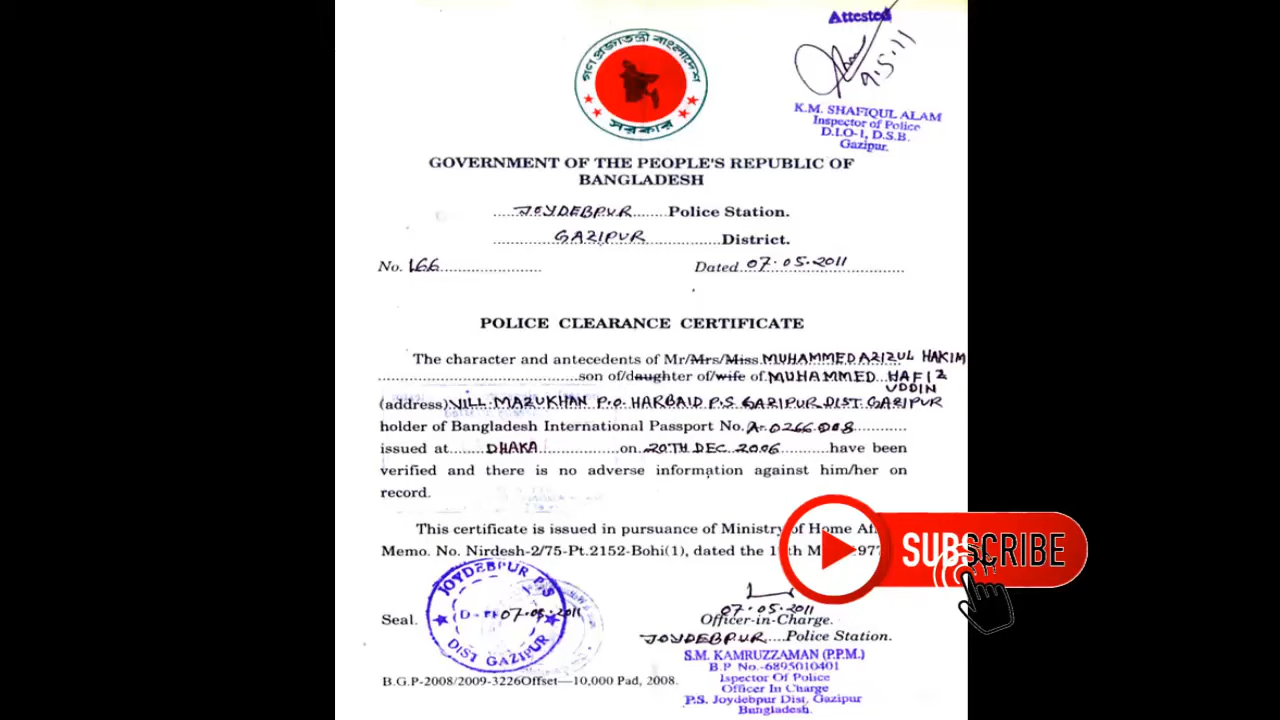 Attested
9.5.11
K.M. SHAFIQUL ALAM
Inspector of Police
D.I.O-1, D.S.B.
Gazipur.
গণ প্রজাতন্ত্রী বাংলাদেশ
সরকার
GOVERNMENT OF THE PEOPLE'S REPUBLIC OF
BANGLADESH
JOYDEBPUR Police Station.
GAZIPUR District.
No. 166 Dated 07.05.2011
POLICE CLEARANCE CERTIFICATE
The character and antecedents of Mr/Mrs/Miss MUHAMMED AZIZUL HAKIM
son of/daughter of/wife of MUHAMMED HAFIZ
UDDIN
(address) VILL. MAZUKHAN P.O. HARBAID P.S GAZIPUR DIST. GAZIPUR
holder of Bangladesh International Passport No. A-0266008
issued at DHAKA on 20TH DEC 2006 have been
verified and there is no adverse information against him/her on
record.
This certificate is issued in pursuance of Ministry of Home
Memo. No. Nirdesh-2/75-Pt.2152-Bohi(1), dated the
SUBSCRIBE
JOYDEBPUR P.S
07.05.2011
DIST GAZIPUR
Seal.
07.05.2011
Officer-in-Charge.
JOYDEBPUR Police Station.
S.M. KAMRUZZAMAN (P.P.M.)
B.P No.-6895010401
Ispector Of Police
Officer In Charge
P.S. Joydebpur Dist, Gazipur
Bangladesh.
B.G.P-2008/2009-3226Offset—10,000 Pad, 2008.